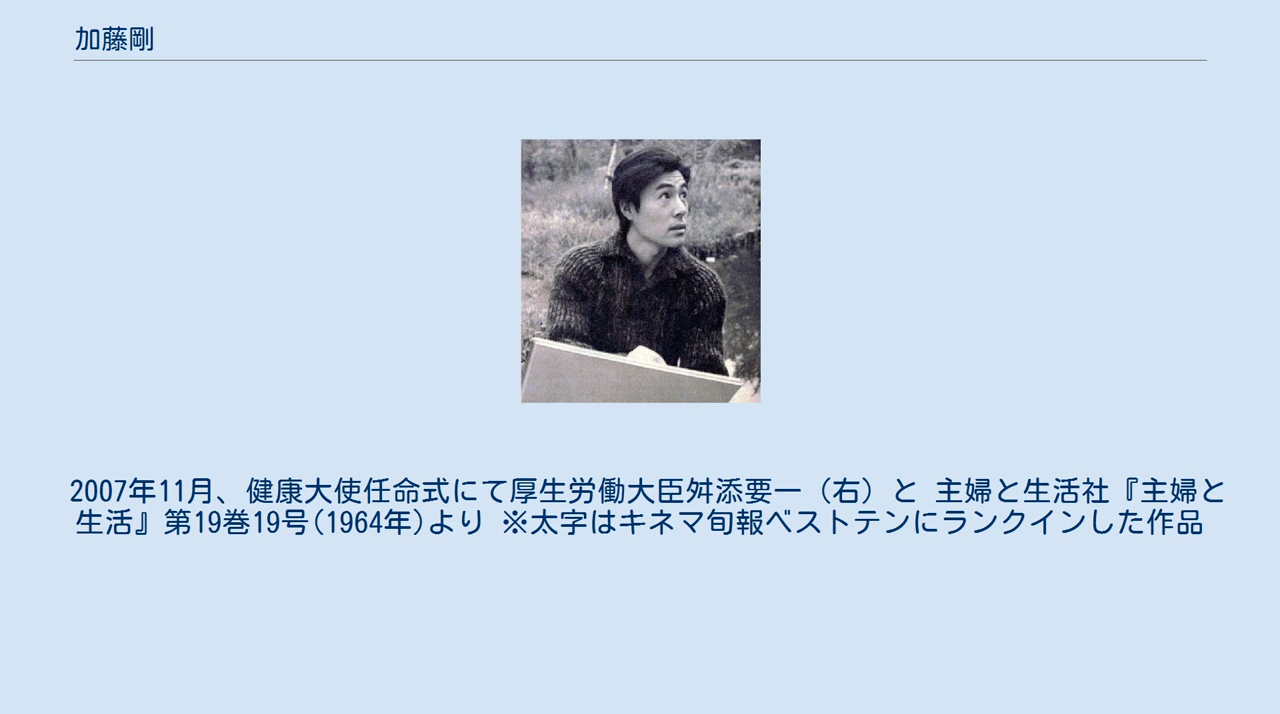 加藤剛
2007年11月、健康大使任命式にて厚生労働大臣舛添要一（右）と 主婦と生活社『主婦と
生活』第19巻19号(1964年)より ※太字はキネマ旬報ベストテンにランクインした作品